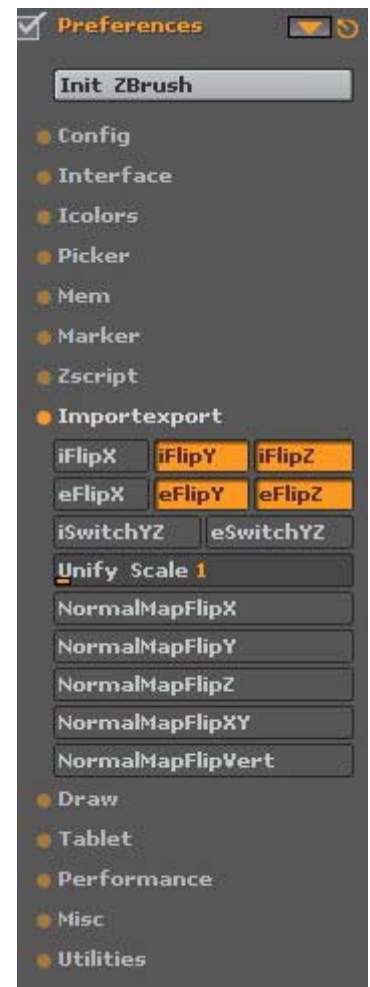 Preferences
Init ZBrush
Config
Interface
Icolors
Picker
Mem
Marker
Zscript
Importexport
iFlipX iFlipY iFlipZ
eFlipX eFlipY eFlipZ
iSwitchYZ eSwitchYZ
Unify Scale 1
NormalMapFlipX
NormalMapFlipY
NormalMapFlipZ
NormalMapFlipXY
NormalMapFlipVert
Draw
Tablet
Performance
Misc
Utilities